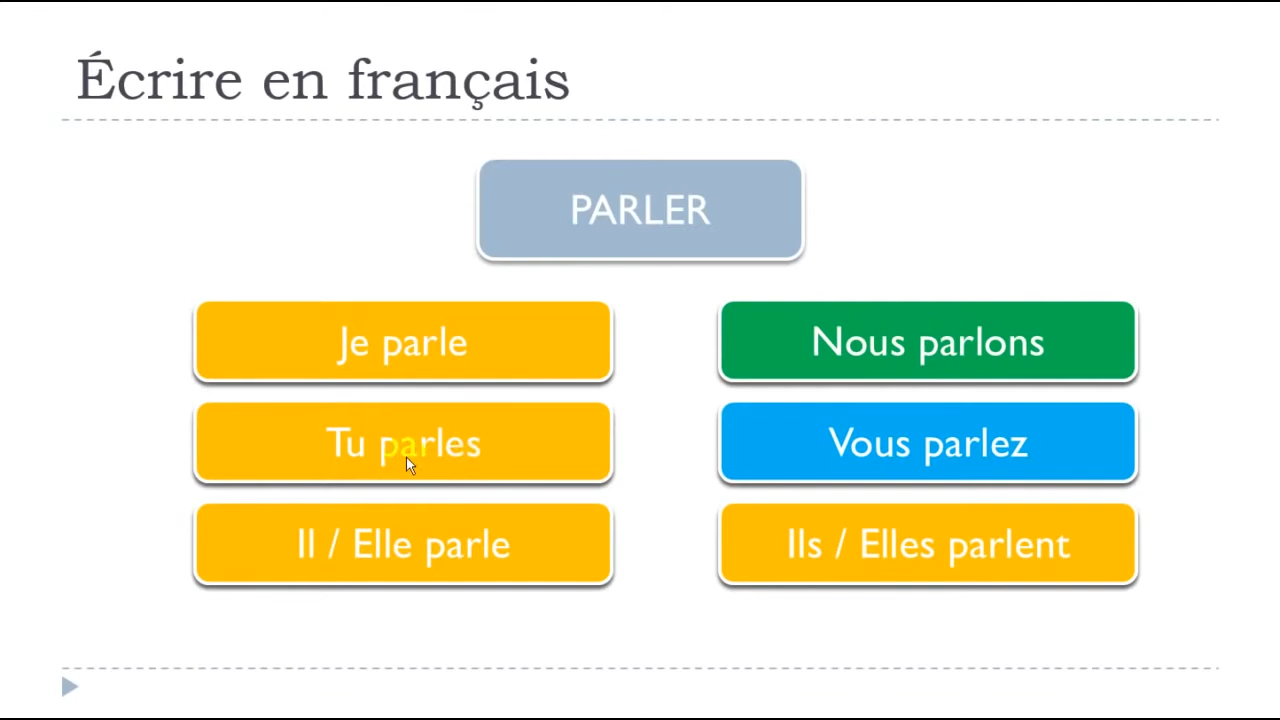 Écrire en français
PARLER
Je parle
Tu parles
Il / Elle parle
Nous parlons
Vous parlez
Ils / Elles parlent